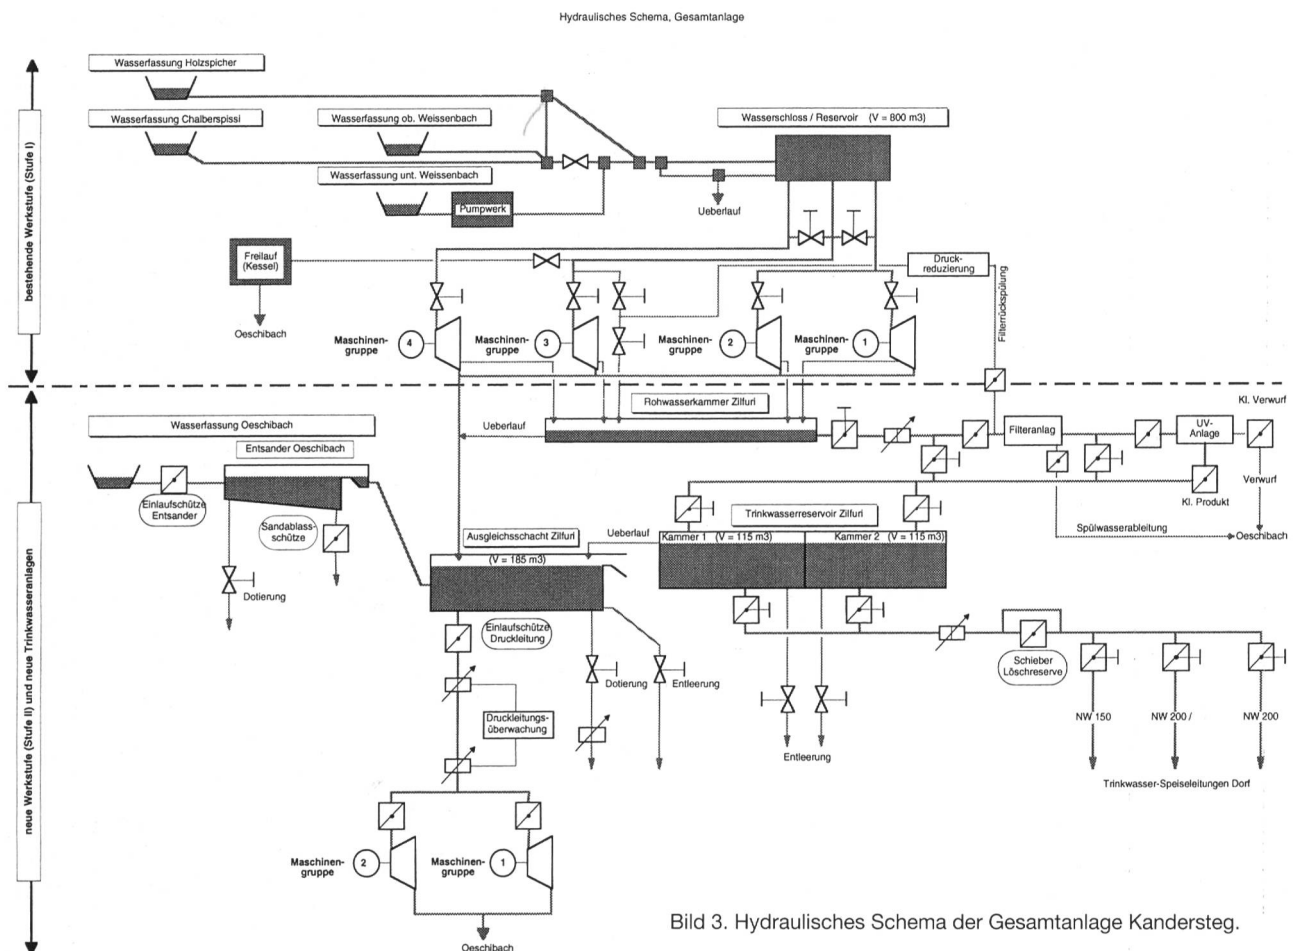 Hydraulisches Schema, Gesamtanlage
bestehende Werkstufe (Stufe I)
Wasserfassung Holzspicher
Wasserfassung Chalberspissi
Wasserfassung ob. Weissenbach
Wasserschloss / Reservoir (V = 800 m3)
Wasserfassung unt. Weissenbach
Pumpwerk
Ueberlauf
Freilauf
(Kessel)
Druck-
reduzierung
Filterrückspülung
Oeschibach
Maschinen-
gruppe
4
Maschinen-
gruppe
3
Maschinen-
gruppe
2
Maschinen-
gruppe
1
neue Werkstufe (Stufe II) und neue Trinkwasseranlagen
Rohwasserkammer Zilfuri
Kl. Verwurf
Wasserfassung Oeschibach
Ueberlauf
Filteranlag
UV-
Anlage
Entsander Oeschibach
Verwurf
Einlaufschütze
Entsander
Kl. Produkt
Sandablass-
schütze
Trinkwasserreservoir Zilfuri
Spülwasserableitung
Oeschibach
Ausgleichsschacht Zilfuri
Ueberlauf
Kammer 1 (V = 115 m3)
Kammer 2 (V = 115 m3)
(V = 185 m3)
Dotierung
Einlaufschütze
Druckleitung
Schieber
Löschreserve
Dotierung
Entleerung
Druckleitungs-
überwachung
NW 150
NW 200 /
NW 200
Entleerung
Trinkwasser-Speiseleitungen Dorf
Maschinen-
gruppe
2
Maschinen-
gruppe
1
Oeschibach
Bild 3. Hydraulisches Schema der Gesamtanlage Kandersteg.